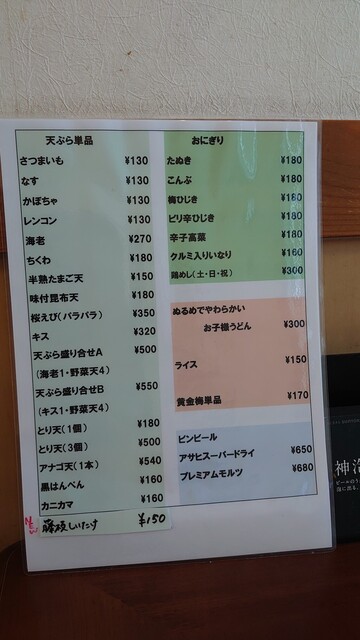 天ぷら単品
さつまいも ¥130
なす ¥130
かぼちゃ ¥130
レンコン ¥130
海老 ¥270
ちくわ ¥180
半熟たまご天 ¥150
味付昆布天 ¥180
桜えび(バラバラ) ¥350
キス ¥320
天ぷら盛り合せA ¥500
(海老1・野菜天4)
天ぷら盛り合せB ¥550
(キス1・野菜天4)
とり天(1個) ¥180
とり天(3個) ¥500
アナゴ天(1本) ¥540
黒はんぺん ¥160
カニカマ ¥160
NEW しいたけ ¥150
おにぎり
たぬき ¥180
こんぶ ¥180
梅ひじき ¥180
ピリ辛ひじき ¥180
辛子高菜 ¥180
クルミ入りいなり ¥160
鶏めし(土・日・祝) ¥300
ぬるめでやわらかい
お子様うどん ¥300
ライス ¥150
黄金梅単品 ¥170
ビンビール
アサヒスーパードライ ¥650
プレミアムモルツ ¥680
神泡